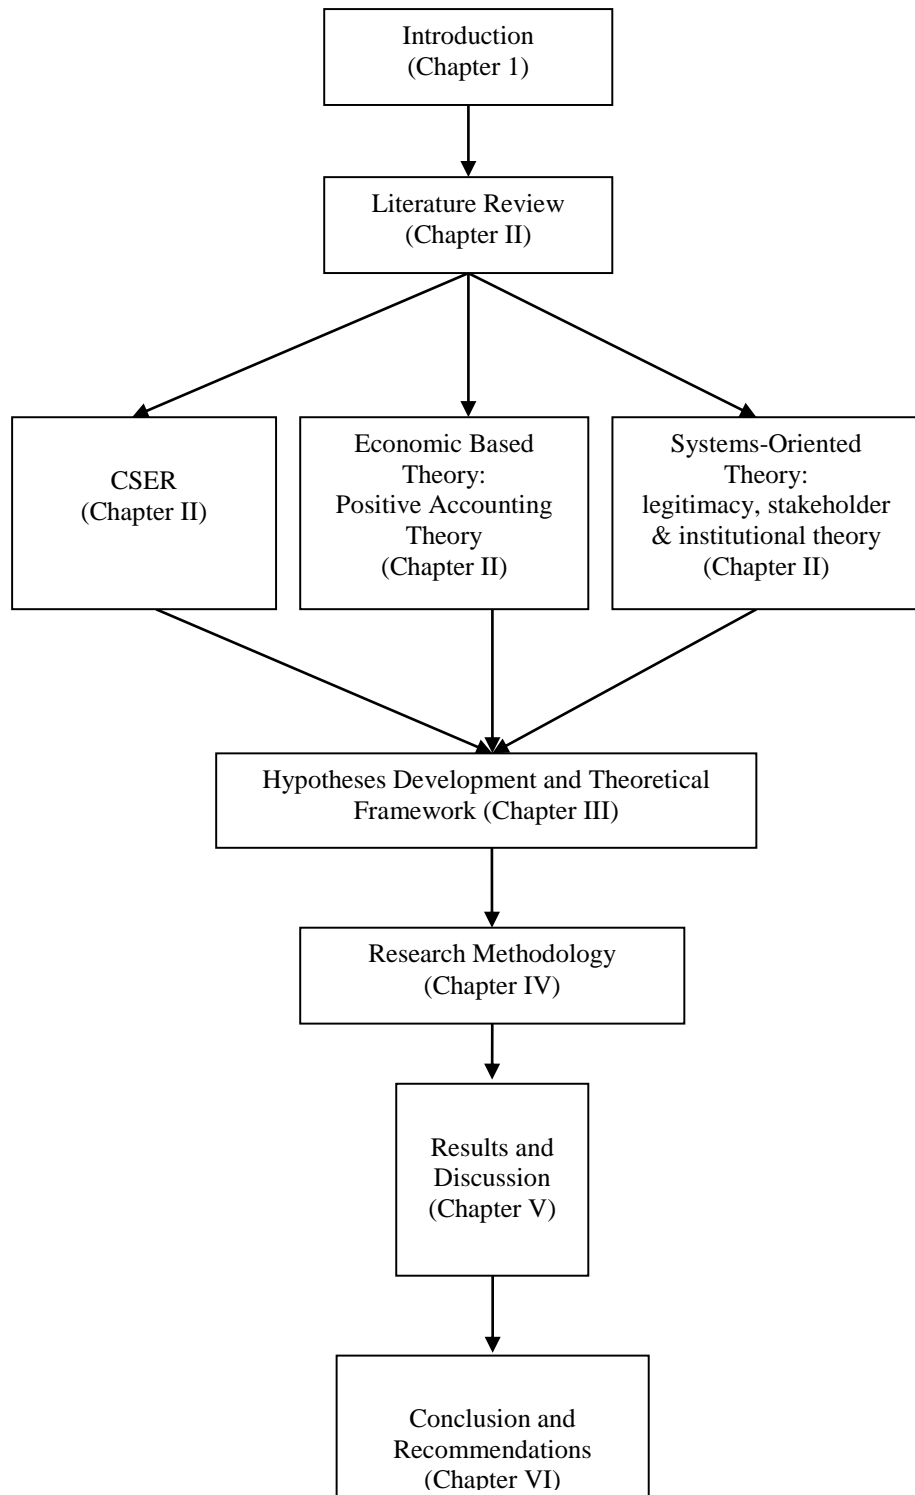 Introduction
(Chapter 1)
Literature Review
(Chapter II)
CSER
(Chapter II)
Economic Based
Theory:
Positive Accounting
Theory
(Chapter II)
Systems-Oriented
Theory:
legitimacy, stakeholder
& institutional theory
(Chapter II)
Hypotheses Development and Theoretical
Framework (Chapter III)
Research Methodology
(Chapter IV)
Results and
Discussion
(Chapter V)
Conclusion and
Recommendations
(Chapter VI)